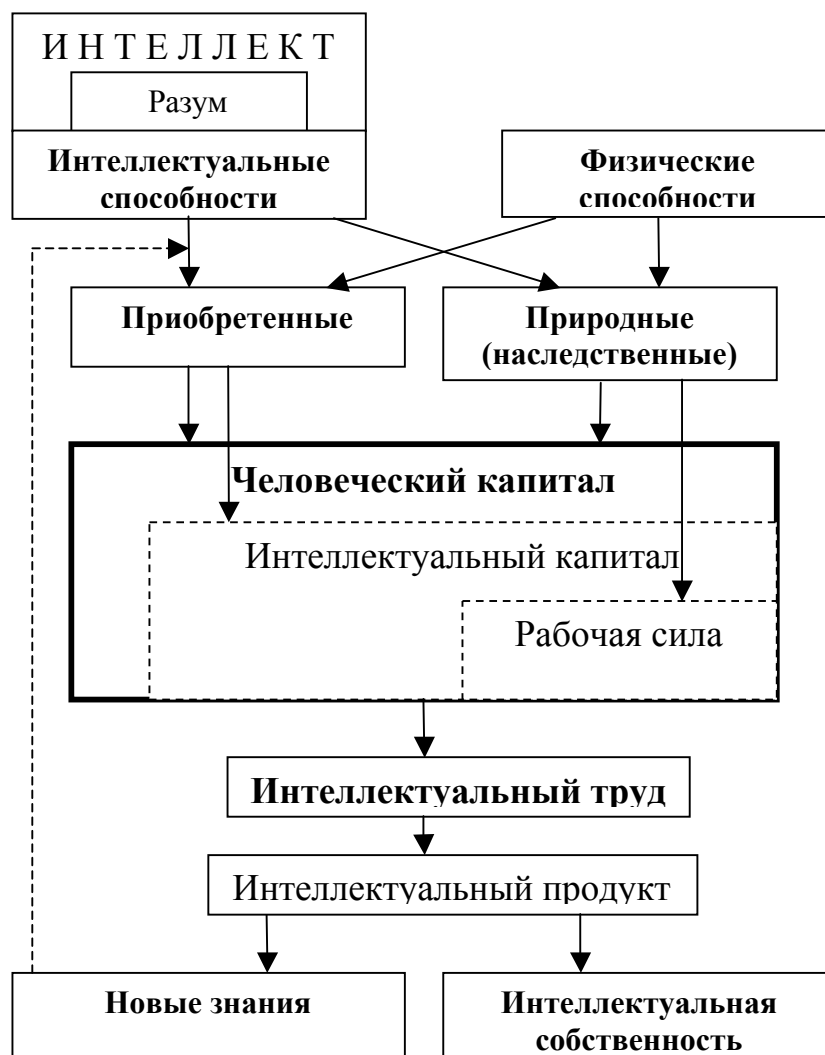 И Н Т Е Л Л Е К Т
Разум
Интеллектуальные
способности
Физические
способности
Приобретенные
Природные
(наследственные)
Человеческий капитал
Интеллектуальный капитал
Рабочая сила
Интеллектуальный труд
Интеллектуальный продукт
Новые знания
Интеллектуальная
собственность